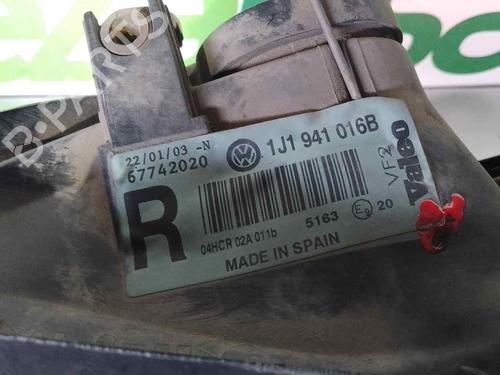 B-PARTS
22/01/03 -N
67742020
1J1 941 016B
R
04HCR 02A 011b
5163
E9 20
MADE IN SPAIN
Valeo
VF2